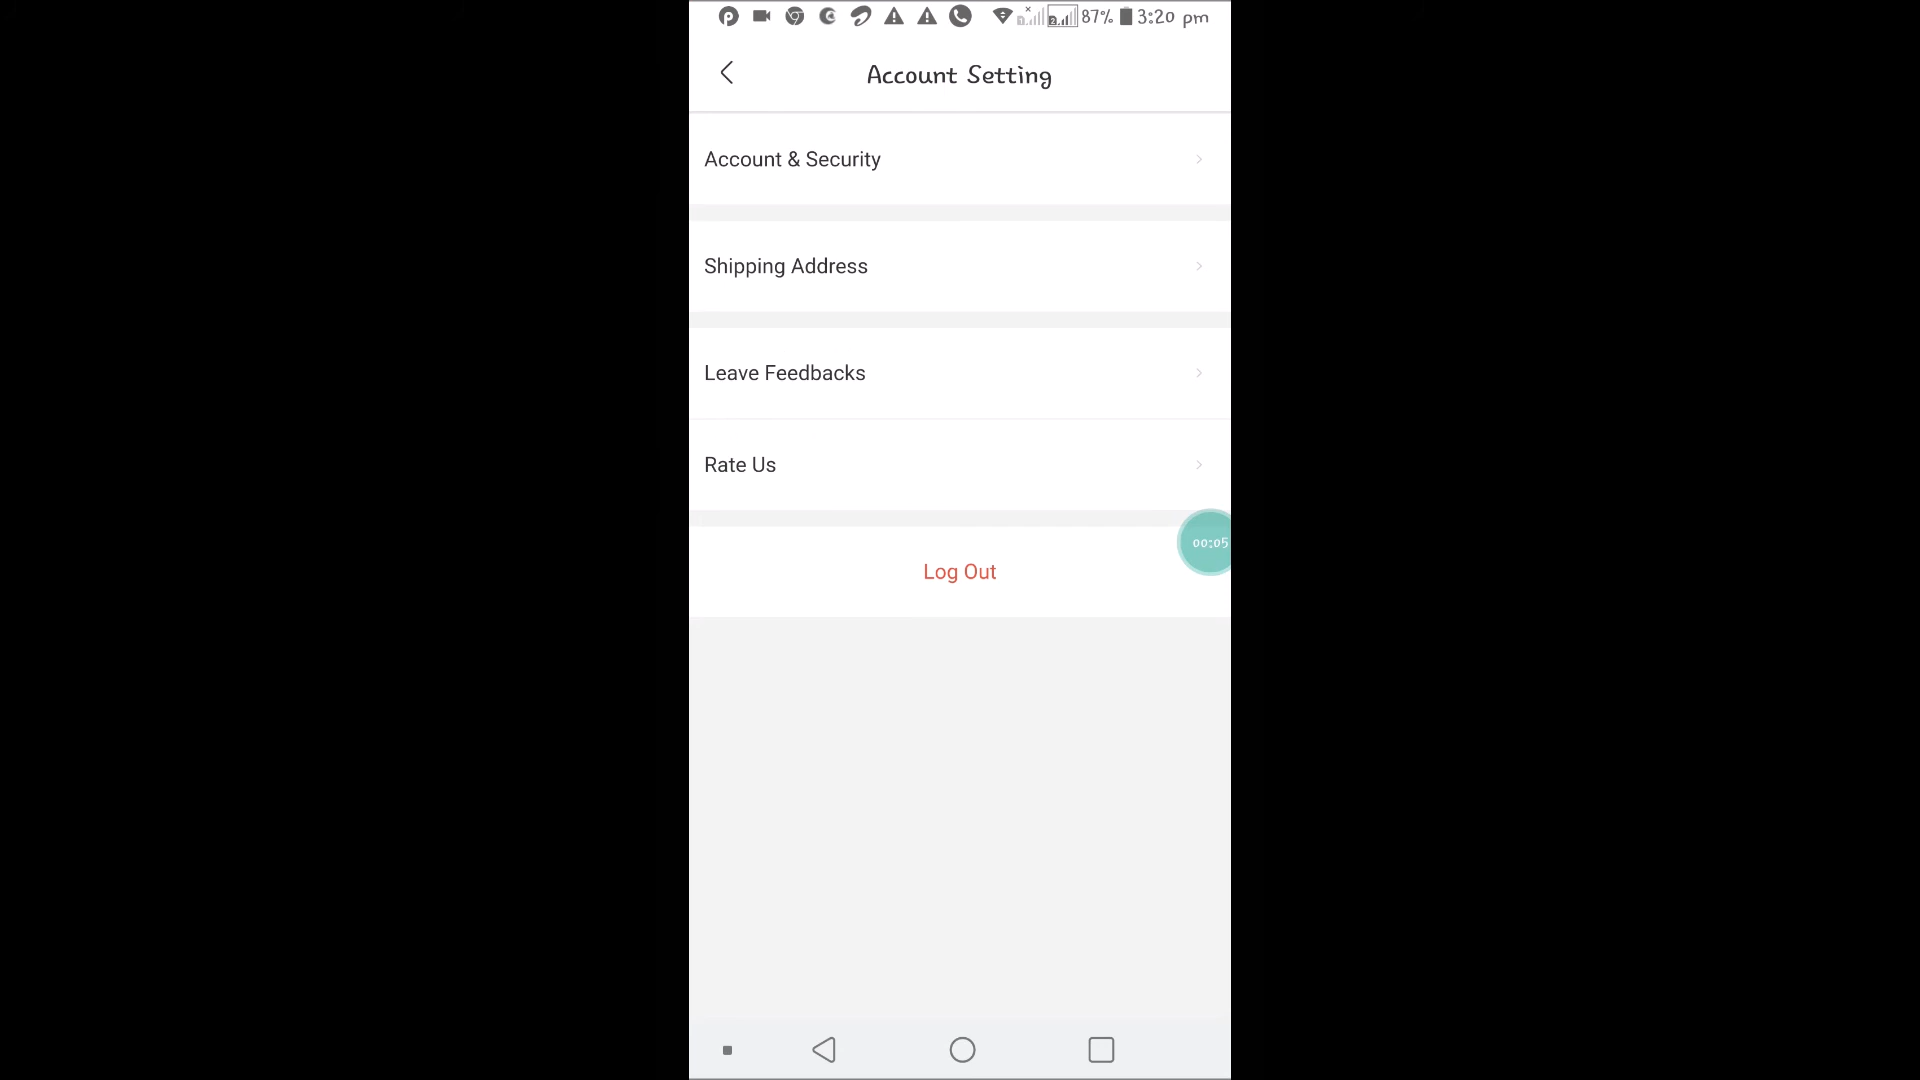 87% 3:20 pm
Account Setting
Account & Security
Shipping Address
Leave Feedbacks
Rate Us
00:05
Log Out